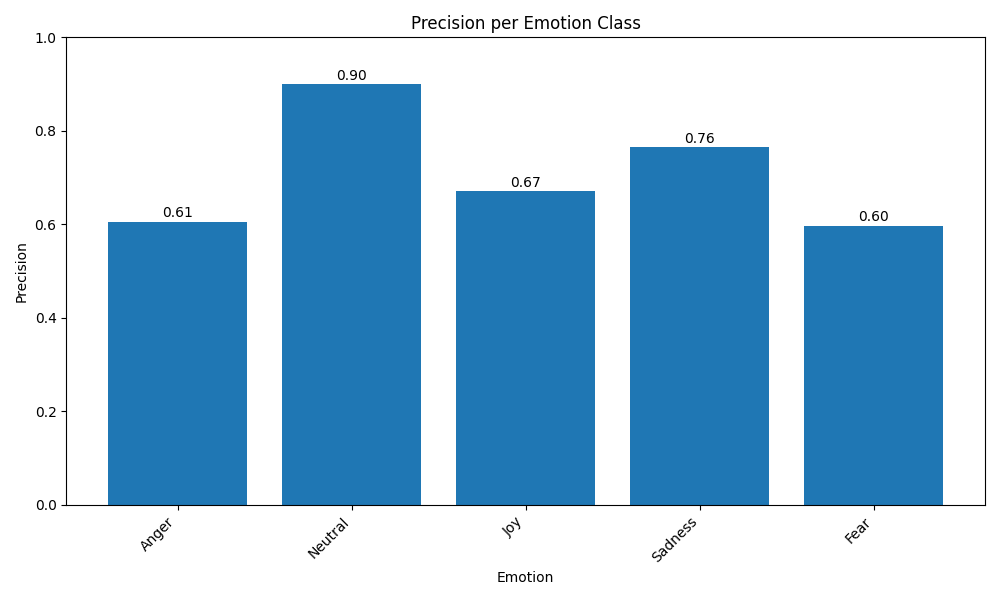 Precision per Emotion Class
1.0
0.8
0.6
0.4
0.2
0.0
Precision
0.61
0.90
0.67
0.76
0.60
Anger
Neutral
Joy
Sadness
Fear
Emotion